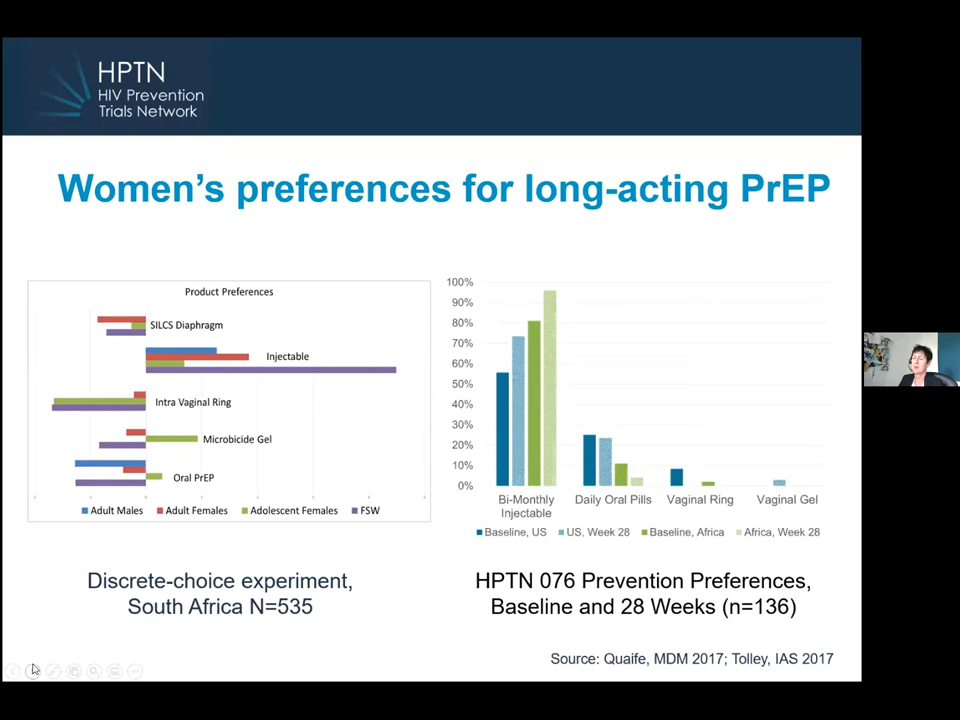 HPTN
HIV Prevention
Trials Network
Women's preferences for long-acting PrEP
Product Preferences
SILCS Diaphragm
Injectable
Intra Vaginal Ring
Microbicide Gel
Oral PrEP
Adult Males Adult Females Adolescent Females FSW
Discrete-choice experiment,
South Africa N=535
100%
90%
80%
70%
60%
50%
40%
30%
20%
10%
0%
Bi-Monthly Daily Oral Pills Vaginal Ring Vaginal Gel
Injectable
Baseline, US US, Week 28 Baseline, Africa Africa, Week 28
HPTN 076 Prevention Preferences,
Baseline and 28 Weeks (n=136)
Source: Quaife, MDM 2017; Tolley, IAS 2017